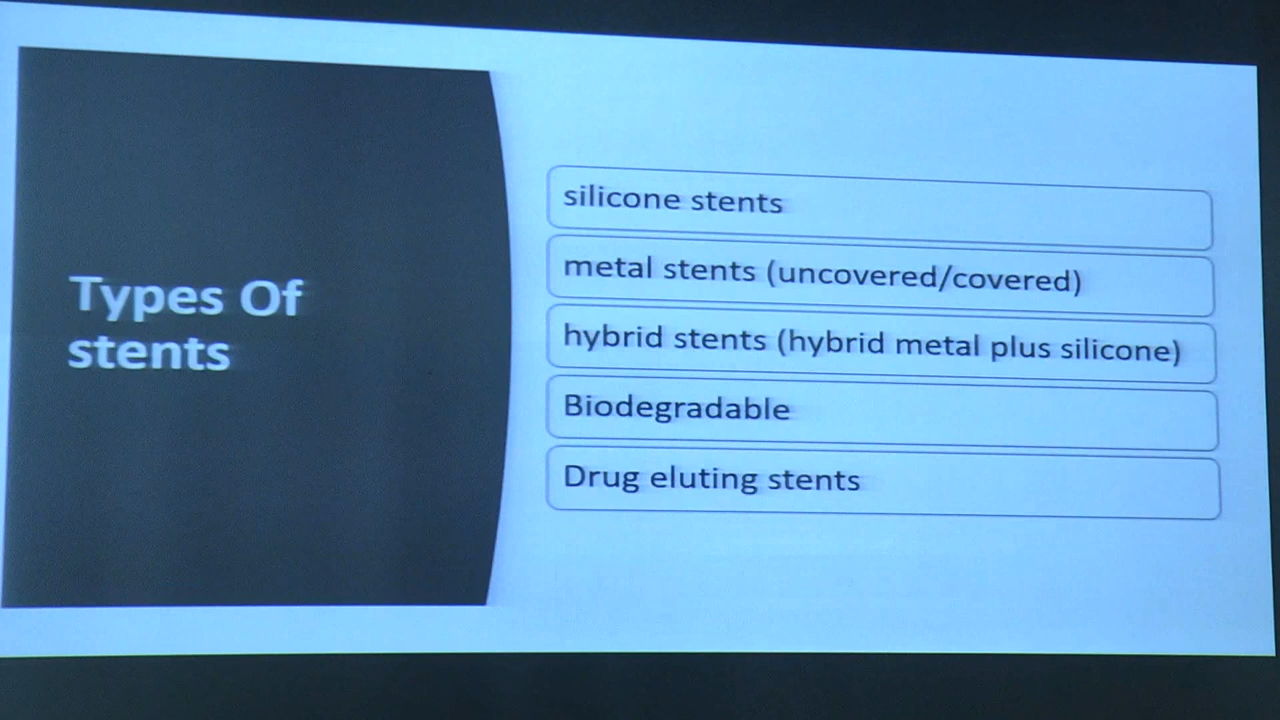 Types Of
stents
silicone stents
metal stents (uncovered/covered)
hybrid stents (hybrid metal plus silicone)
Biodegradable
Drug eluting stents